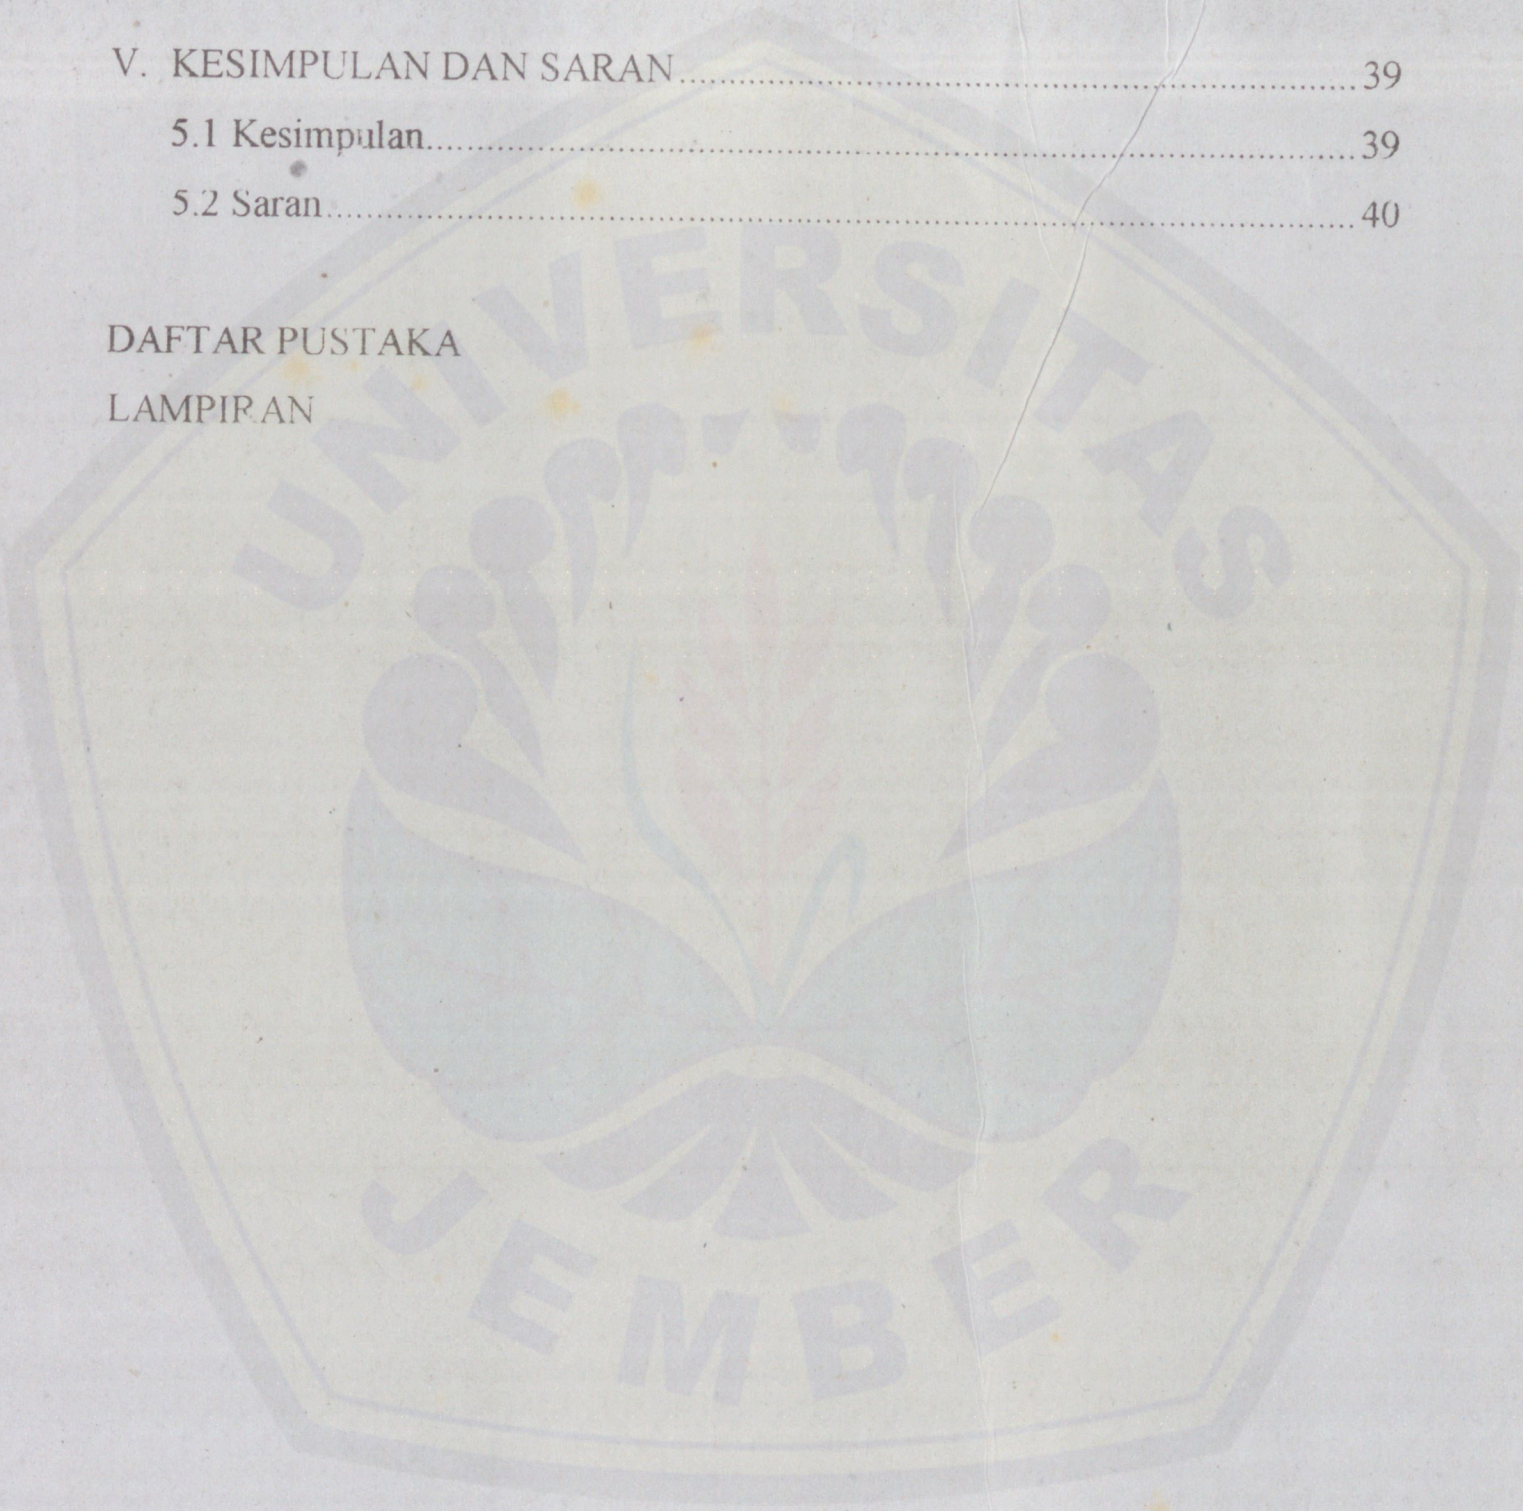 V. KESIMPULAN DAN SARAN....................39
5.1 Kesimpulan....................39
5.2 Saran....................40
DAFTAR PUSTAKA
LAMPIRAN
UNIVERSITAS
JEMBER